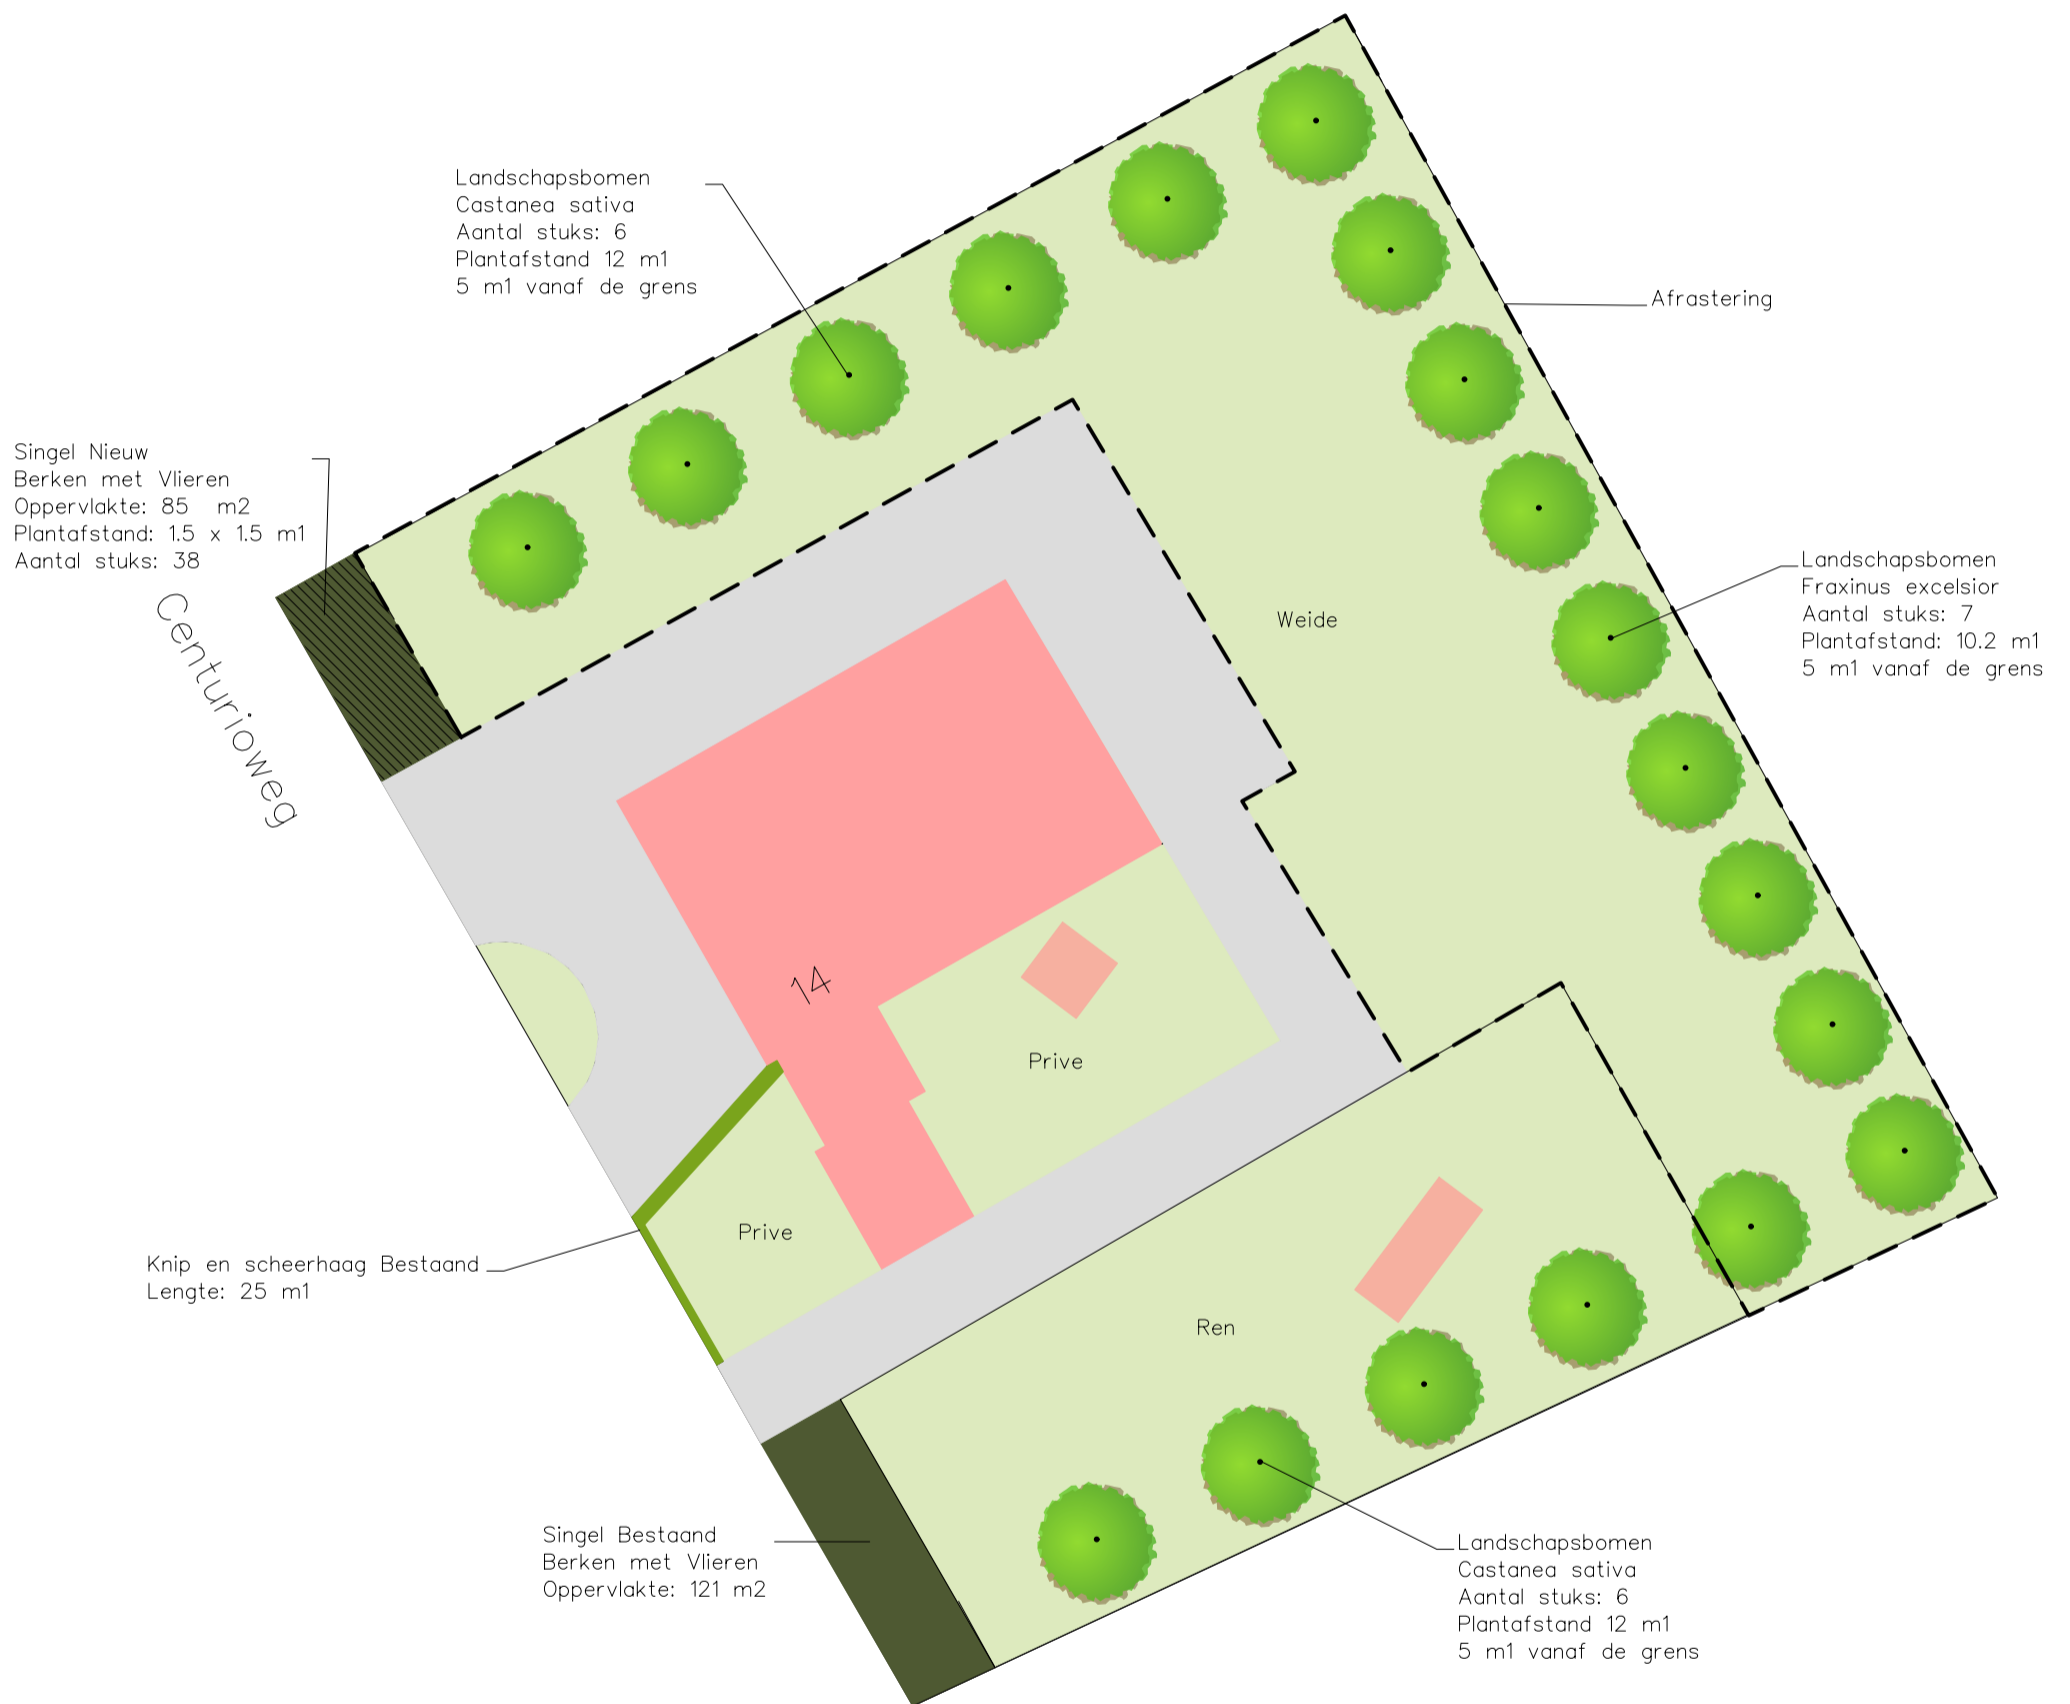 Landschapsbomen
Castanea sativa
Aantal stuks: 6
Plantafstand 12 m1
5 m1 vanaf de grens
Afrastering
Singel Nieuw
Berken met Vlieren
Oppervlakte: 85 m2
Plantafstand: 1.5 x 1.5 m1
Aantal stuks: 38
Centurioweg
Landschapsbomen
Fraxinus excelsior
Aantal stuks: 7
Plantafstand: 10.2 m1
5 m1 vanaf de grens
Weide
14
Prive
Prive
Knip en scheerhaag Bestaand
Lengte: 25 m1
Ren
Singel Bestaand
Berken met Vlieren
Oppervlakte: 121 m2
Landschapsbomen
Castanea sativa
Aantal stuks: 6
Plantafstand 12 m1
5 m1 vanaf de grens